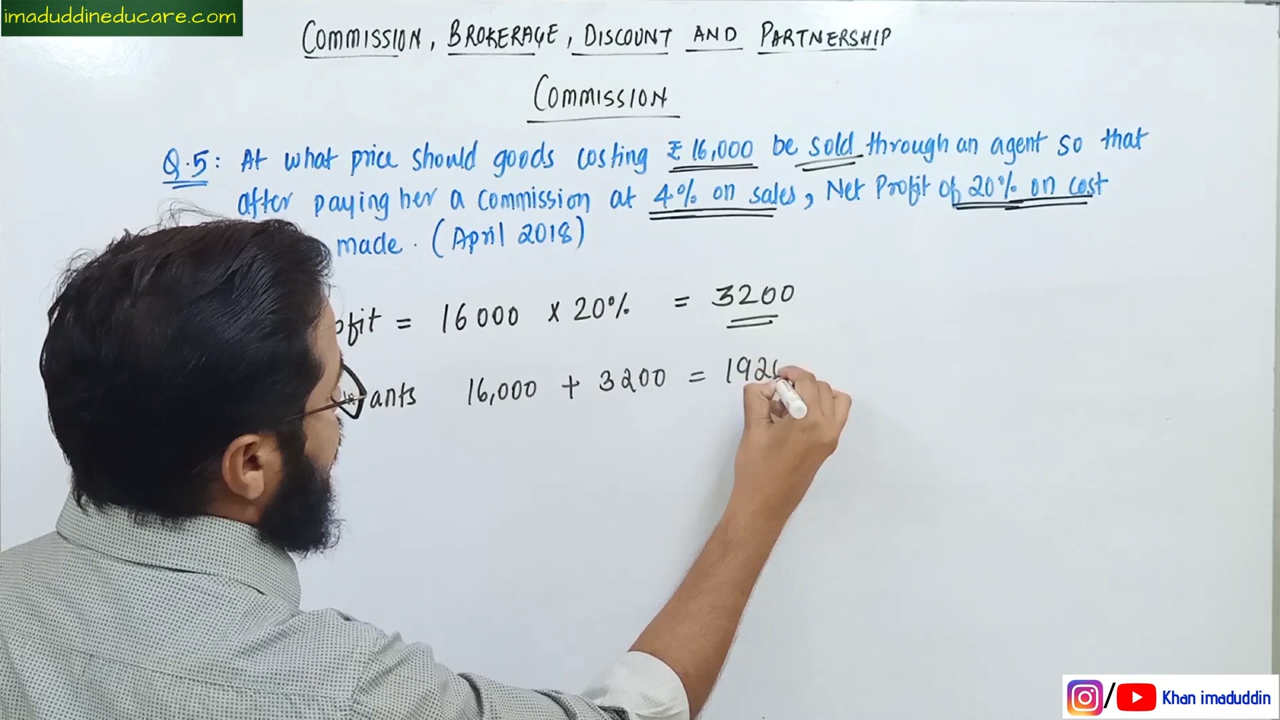 imaduddineducare.com
COMMISSION, BROKERAGE, DISCOUNT AND PARTNERSHIP
COMMISSION
Q.5: At what price should goods costing ₹ 16,000 be sold through an agent so that
after paying her a commission at 4% on sales, Net Profit of 20% on cost
made. (April 2018)
ofit = 16000 x 20% = 3200
ants 16,000 + 3200 = 192
Khan imaduddin